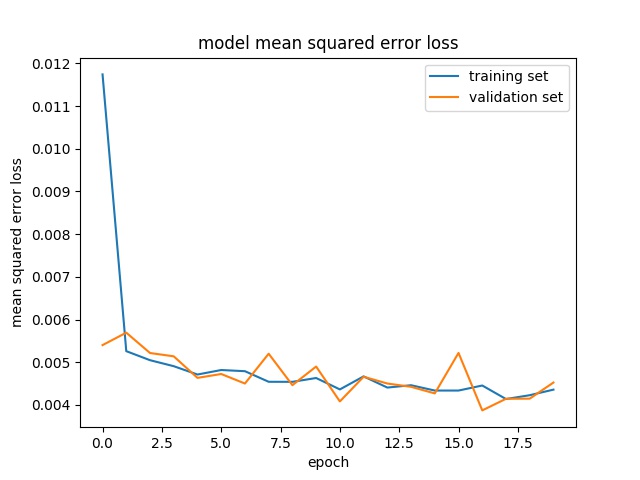 model mean squared error loss
training set
validation set
mean squared error loss
0.012
0.011
0.010
0.009
0.008
0.007
0.006
0.005
0.004
0.0 2.5 5.0 7.5 10.0 12.5 15.0 17.5
epoch